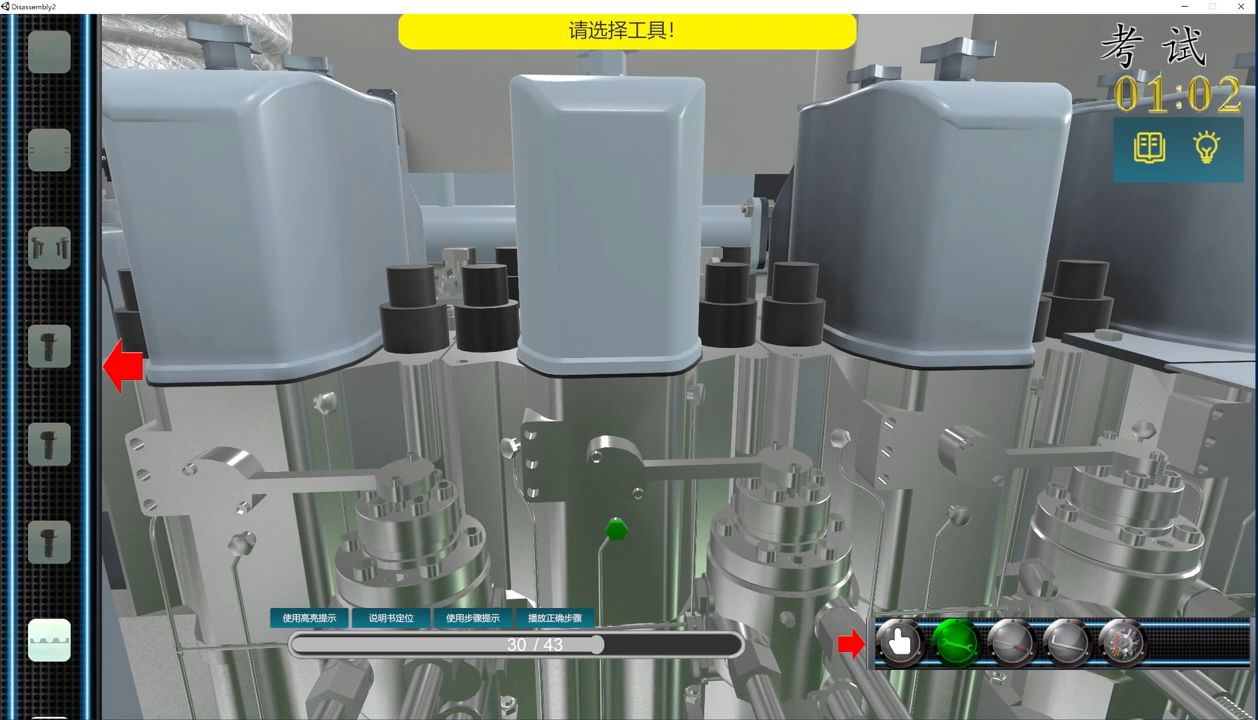 Disassembly2
请选择工具!
考试
01:02
使用高亮提示
说明书定位
使用步骤提示
播放正确步骤
30 / 43